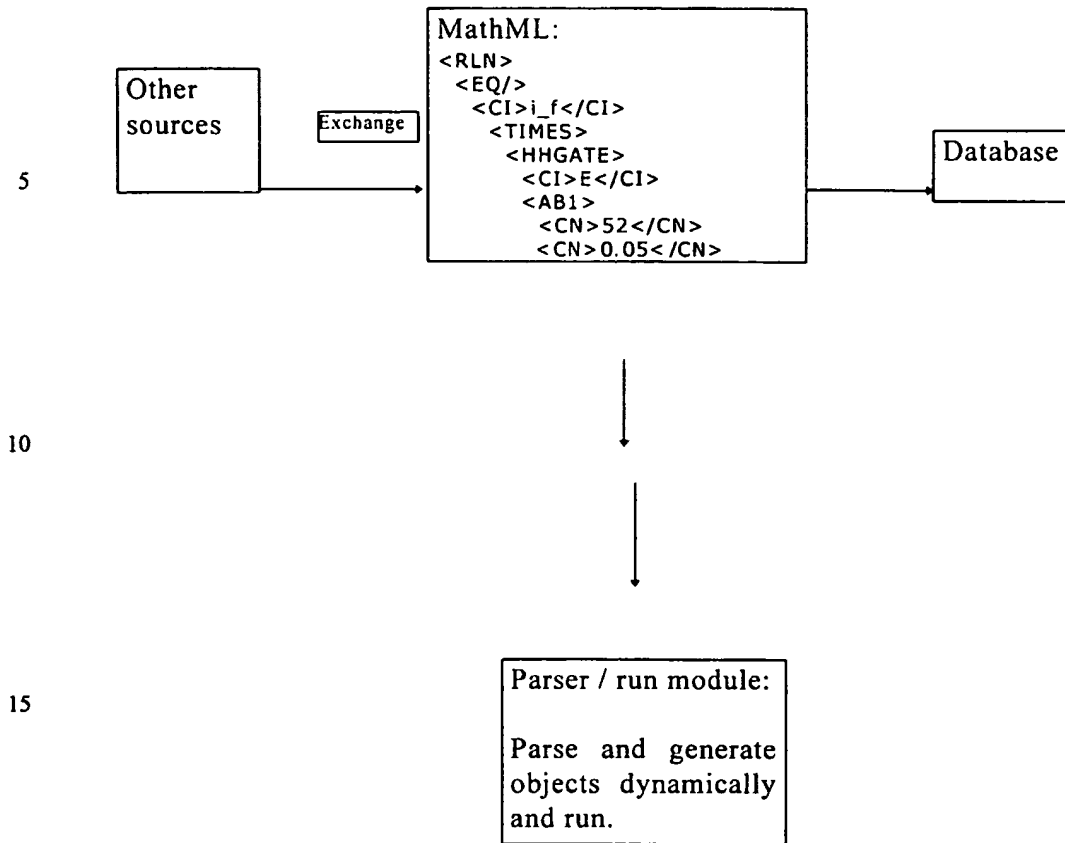 Other
sources
Exchange
MathML:
<RLN>
<EQ/>
<CI>i_f</CI>
<TIMES>
<HHGATE>
<CI>E</CI>
<AB1>
<CN>52</CN>
<CN>0.05</CN>
Database
5
10
15
Parser / run module:
Parse and generate
objects dynamically
and run.